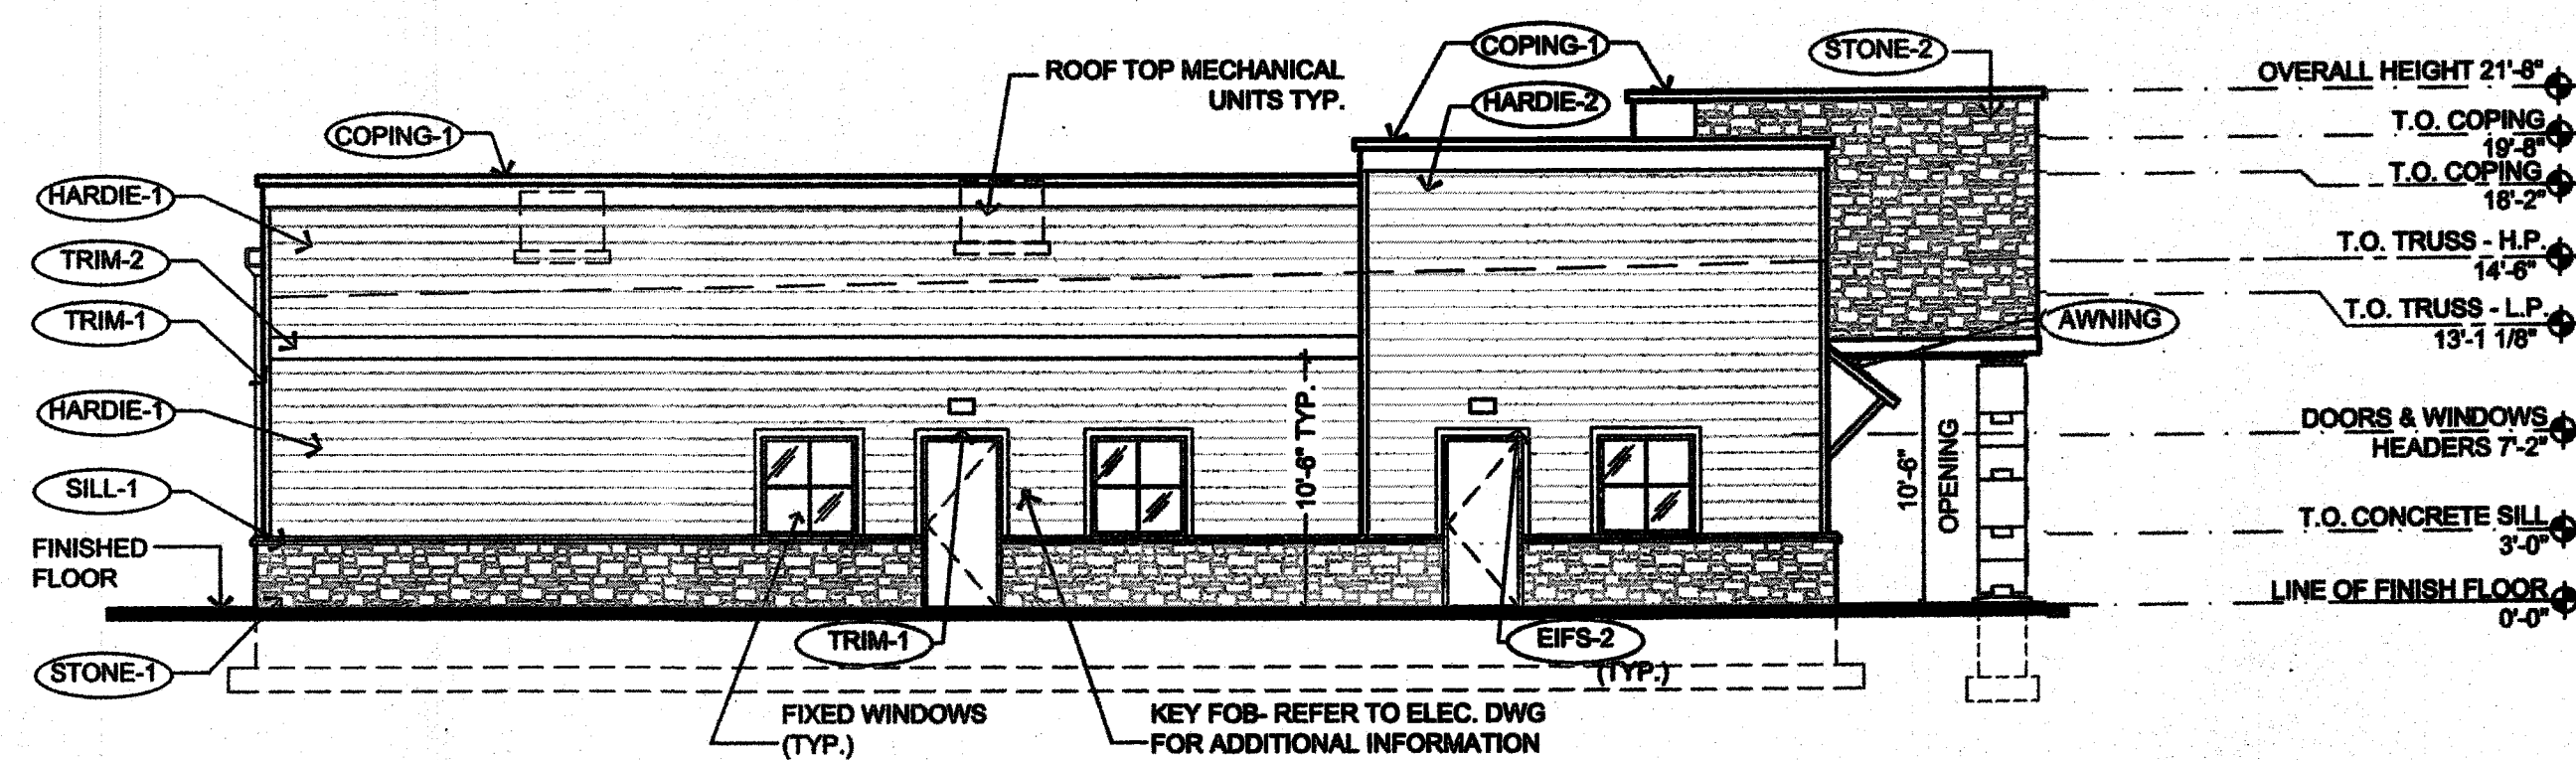 COPING-1
STONE-2
ROOF TOP MECHANICAL
UNITS TYP.
HARDIE-2
COPING-1
HARDIE-1
TRIM-2
TRIM-1
HARDIE-1
SILL-1
FINISHED
FLOOR
STONE-1
10'-6" TYP.
AWNING
10'-6"
OPENING
TRIM-1
EIFS-2
(TYP.)
FIXED WINDOWS
(TYP.)
KEY FOB- REFER TO ELEC. DWG
FOR ADDITIONAL INFORMATION
OVERALL HEIGHT 21'-8"
T.O. COPING
19'-8"
T.O. COPING
18'-2"
T.O. TRUSS - H.P.
14'-6"
T.O. TRUSS - L.P.
13'-1 1/8"
DOORS & WINDOWS
HEADERS 7'-2"
T.O. CONCRETE SILL
3'-0"
LINE OF FINISH FLOOR
0'-0"